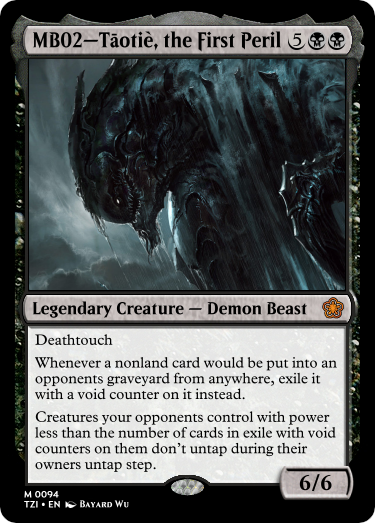 MB02—Tāotiè, the First Peril 5
Legendary Creature — Demon Beast
Deathtouch
Whenever a nonland card would be put into an
opponents graveyard from anywhere, exile it
with a void counter on it instead.
Creatures your opponents control with power
less than the number of cards in exile with void
counters on them don't untap during their
owners untap step.
6/6
M 0094
TZI • EN Bayard Wu